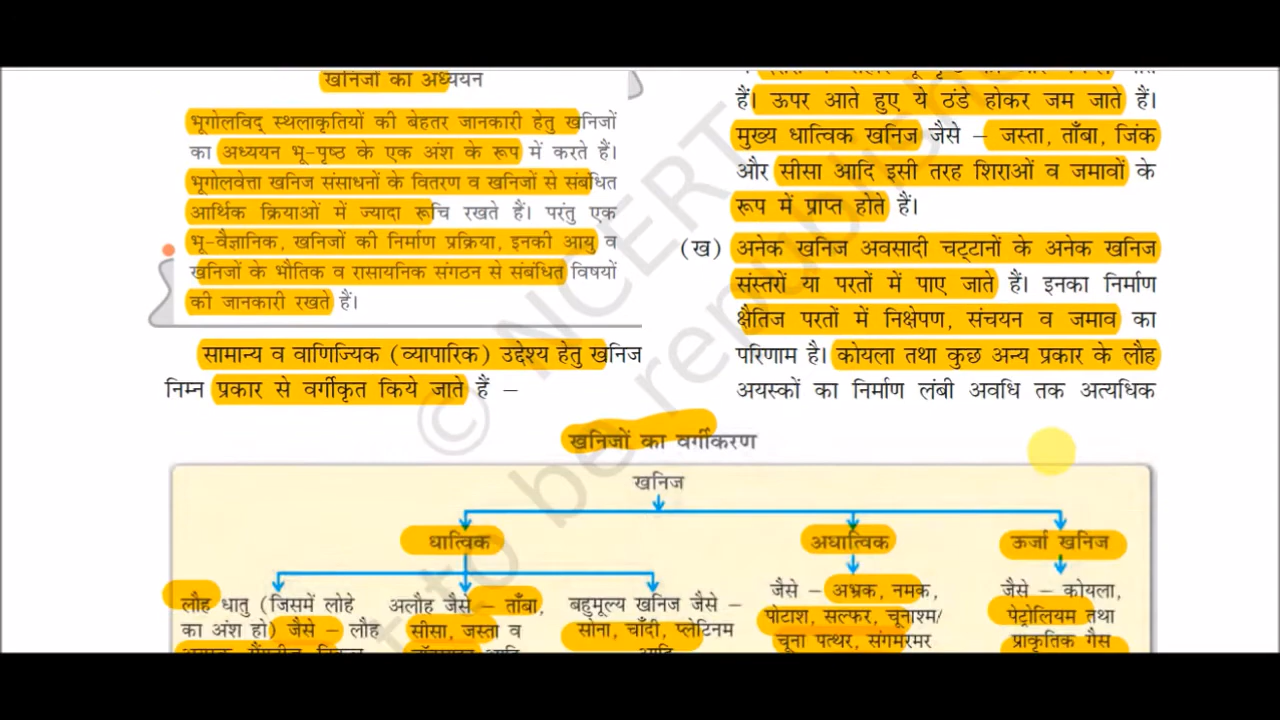 खनिजों का अध्ययन
भूगोलविद् स्थलाकृतियों की बेहतर जानकारी हेतु खनिजों
का अध्ययन भू-पृष्ठ के एक अंश के रूप में करते हैं।
भूगोलवेत्ता खनिज संसाधनों के वितरण व खनिजों से संबंधित
आर्थिक क्रियाओं में ज्यादा रूचि रखते हैं। परंतु एक
भू-वैज्ञानिक, खनिजों की निर्माण प्रक्रिया, इनकी आयु व
खनिजों के भौतिक व रासायनिक संगठन से संबंधित विषयों
की जानकारी रखते हैं।
सामान्य व वाणिज्यिक (व्यापारिक) उद्देश्य हेतु खनिज
निम्न प्रकार से वर्गीकृत किये जाते हैं –
हैं। ऊपर आते हुए ये ठंडे होकर जम जाते हैं।
मुख्य धात्विक खनिज जैसे – जस्ता, ताँबा, जिंक
और सीसा आदि इसी तरह शिराओं व जमावों के
रूप में प्राप्त होते हैं।
(ख) अनेक खनिज अवसादी चट्टानों के अनेक खनिज
संस्तरों या परतों में पाए जाते हैं। इनका निर्माण
क्षैतिज परतों में निक्षेपण, संचयन व जमाव का
परिणाम है। कोयला तथा कुछ अन्य प्रकार के लौह
अयस्कों का निर्माण लंबी अवधि तक अत्यधिक
खनिजों का वर्गीकरण
खनिज
धात्विक
अधात्विक
ऊर्जा खनिज
लौह धातु (जिसमें लोहे
का अंश हो) जैसे – लौह
अलौह जैसे – ताँबा,
सीसा, जस्ता व
बहुमूल्य खनिज जैसे –
सोना, चाँदी, प्लेटिनम
जैसे – अभ्रक, नमक,
पोटाश, सल्फर, चूनाश्म/
चूना पत्थर, संगमरमर
जैसे – कोयला,
पेट्रोलियम तथा
प्राकृतिक गैस
© NCERT
to be republished